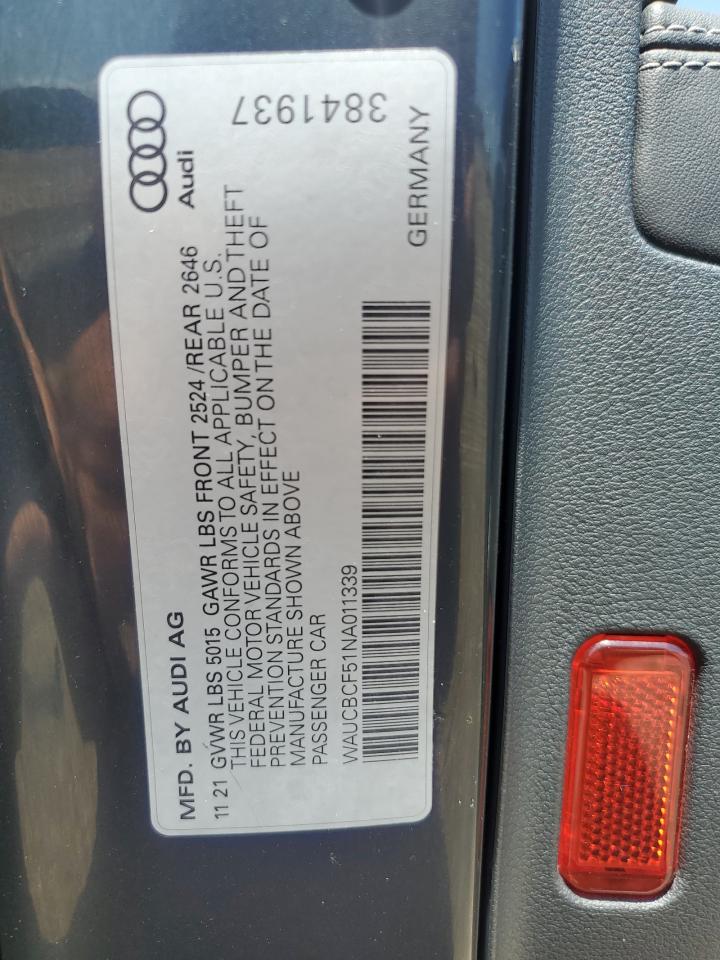 MFD. BY AUDI AG
Audi
11 21 GVWR LBS 5015 GAWR LBS FRONT 2524 /REAR 2646
THIS VEHICLE CONFORMS TO ALL APPLICABLE U.S.
FEDERAL MOTOR VEHICLE SAFETY, BUMPER AND THEFT
PREVENTION STANDARDS IN EFFECT ON THE DATE OF
MANUFACTURE SHOWN ABOVE
PASSENGER CAR
WAUCBCF51NA011339
GERMANY
3841937